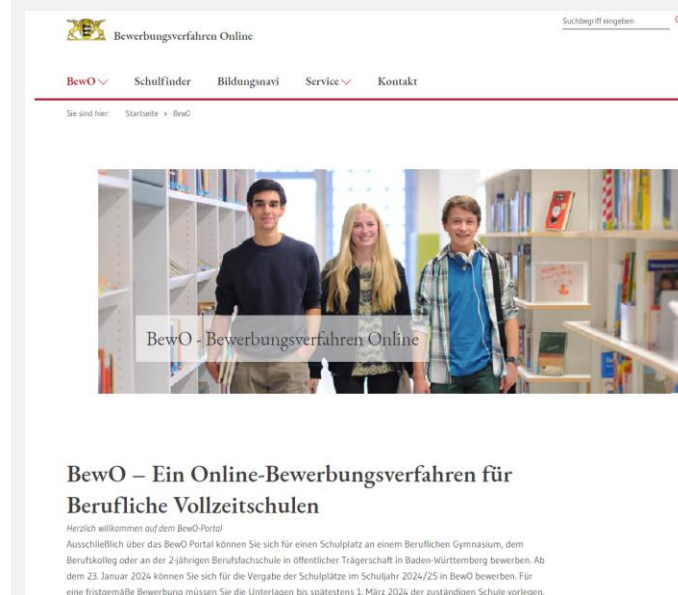 Bewerbungsverfahren Online
Suchbegriff eingeben
BewO Schulfinder Bildungsnavi Service Kontakt
Sie sind hier: Startseite > BewO
BewO - Bewerbungsverfahren Online
BewO – Ein Online-Bewerbungsverfahren für
Berufliche Vollzeitschulen
Herzlich willkommen auf dem BewO-Portal
Ausschließlich über das BewO Portal können Sie sich für einen Schulplatz an einem Beruflichen Gymnasium, dem
Berufskolleg oder an der 2-jährigen Berufsfachschule in öffentlicher Trägerschaft in Baden-Württemberg bewerben. Ab
dem 23. Januar 2024 können Sie sich für die Vergabe der Schulplätze im Schuljahr 2024/25 in BewO bewerben. Für
eine fristgemäße Bewerbung müssen Sie die Unterlagen bis spätestens 1. März 2024 der zuständigen Schule vorlegen.